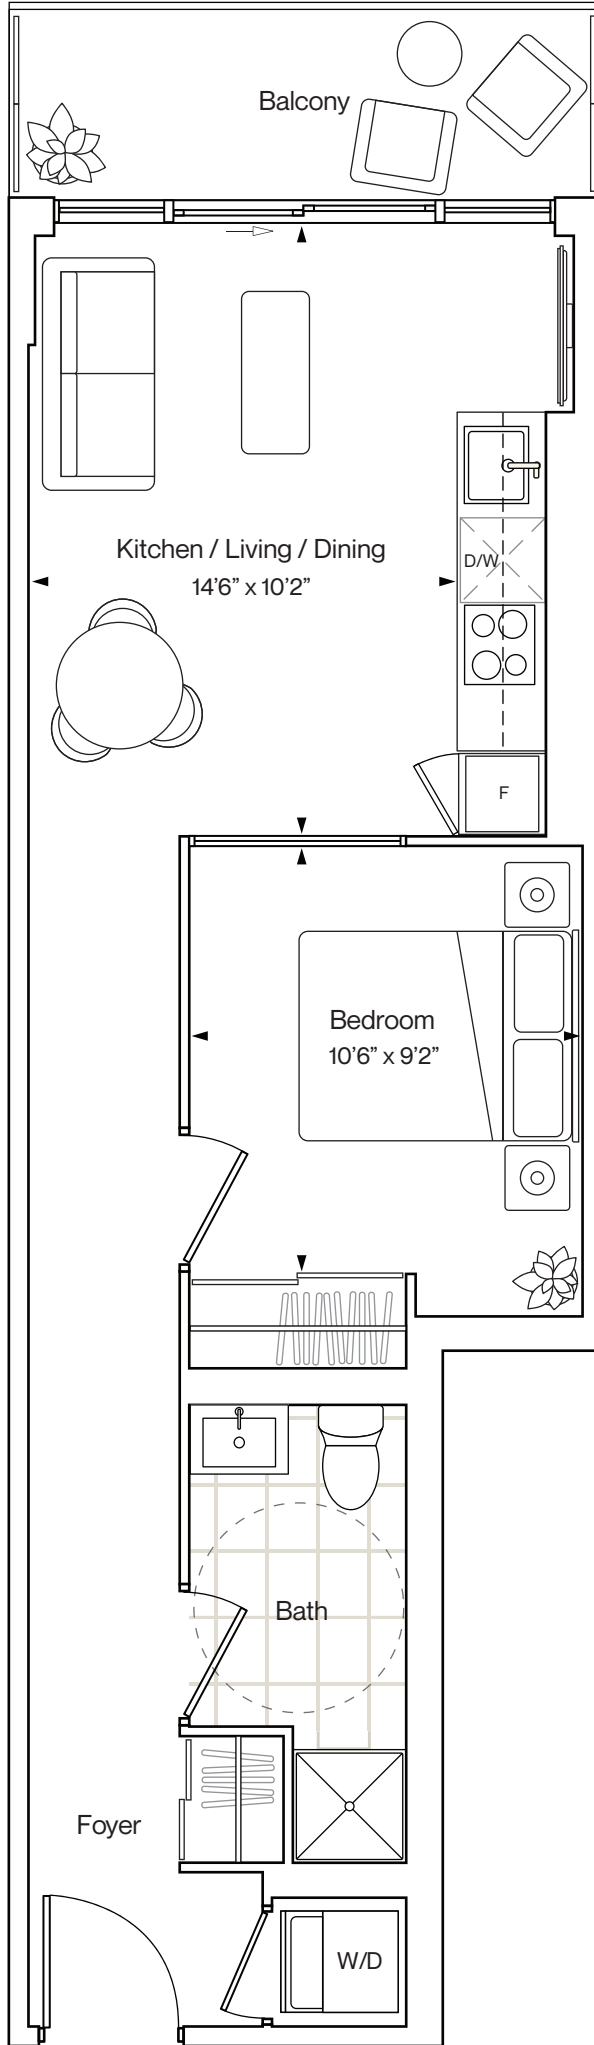 Balcony
Kitchen / Living / Dining
14’6” x 10’2”
D/W
F
Bedroom
10’6” x 9’2”
Bath
Foyer
W/D